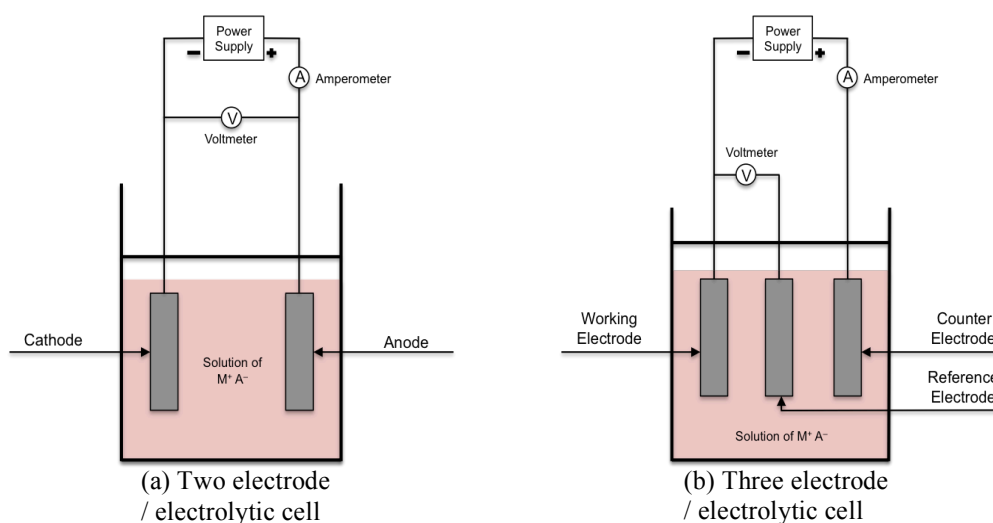 Power
Supply
− +
A
Amperometer
V
Voltmeter
Cathode
Anode
Solution of
M⁺ A⁻
(a) Two electrode
/ electrolytic cell
Power
Supply
− +
A
Amperometer
Voltmeter
V
Working
Electrode
Counter
Electrode
Reference
Electrode
Solution of M⁺ A⁻
(b) Three electrode
/ electrolytic cell